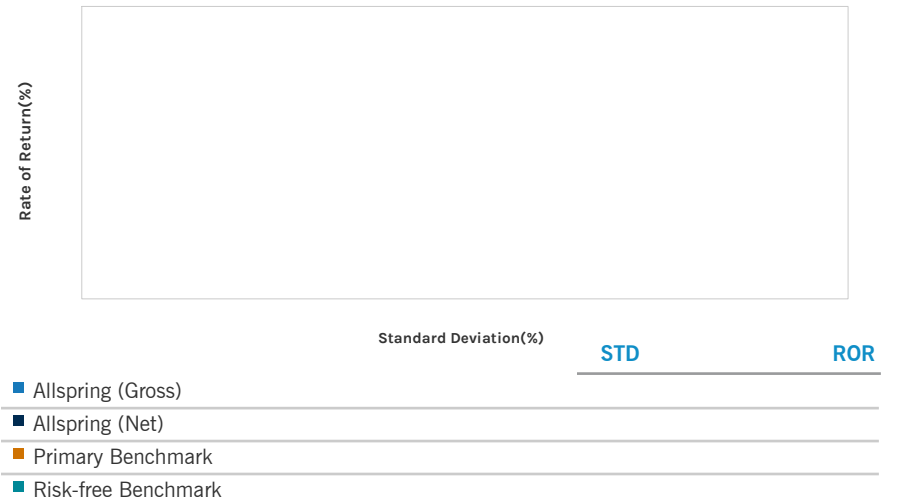 Rate of Return(%)
Standard Deviation(%)
STD ROR
Allspring (Gross)
Allspring (Net)
Primary Benchmark
Risk-free Benchmark